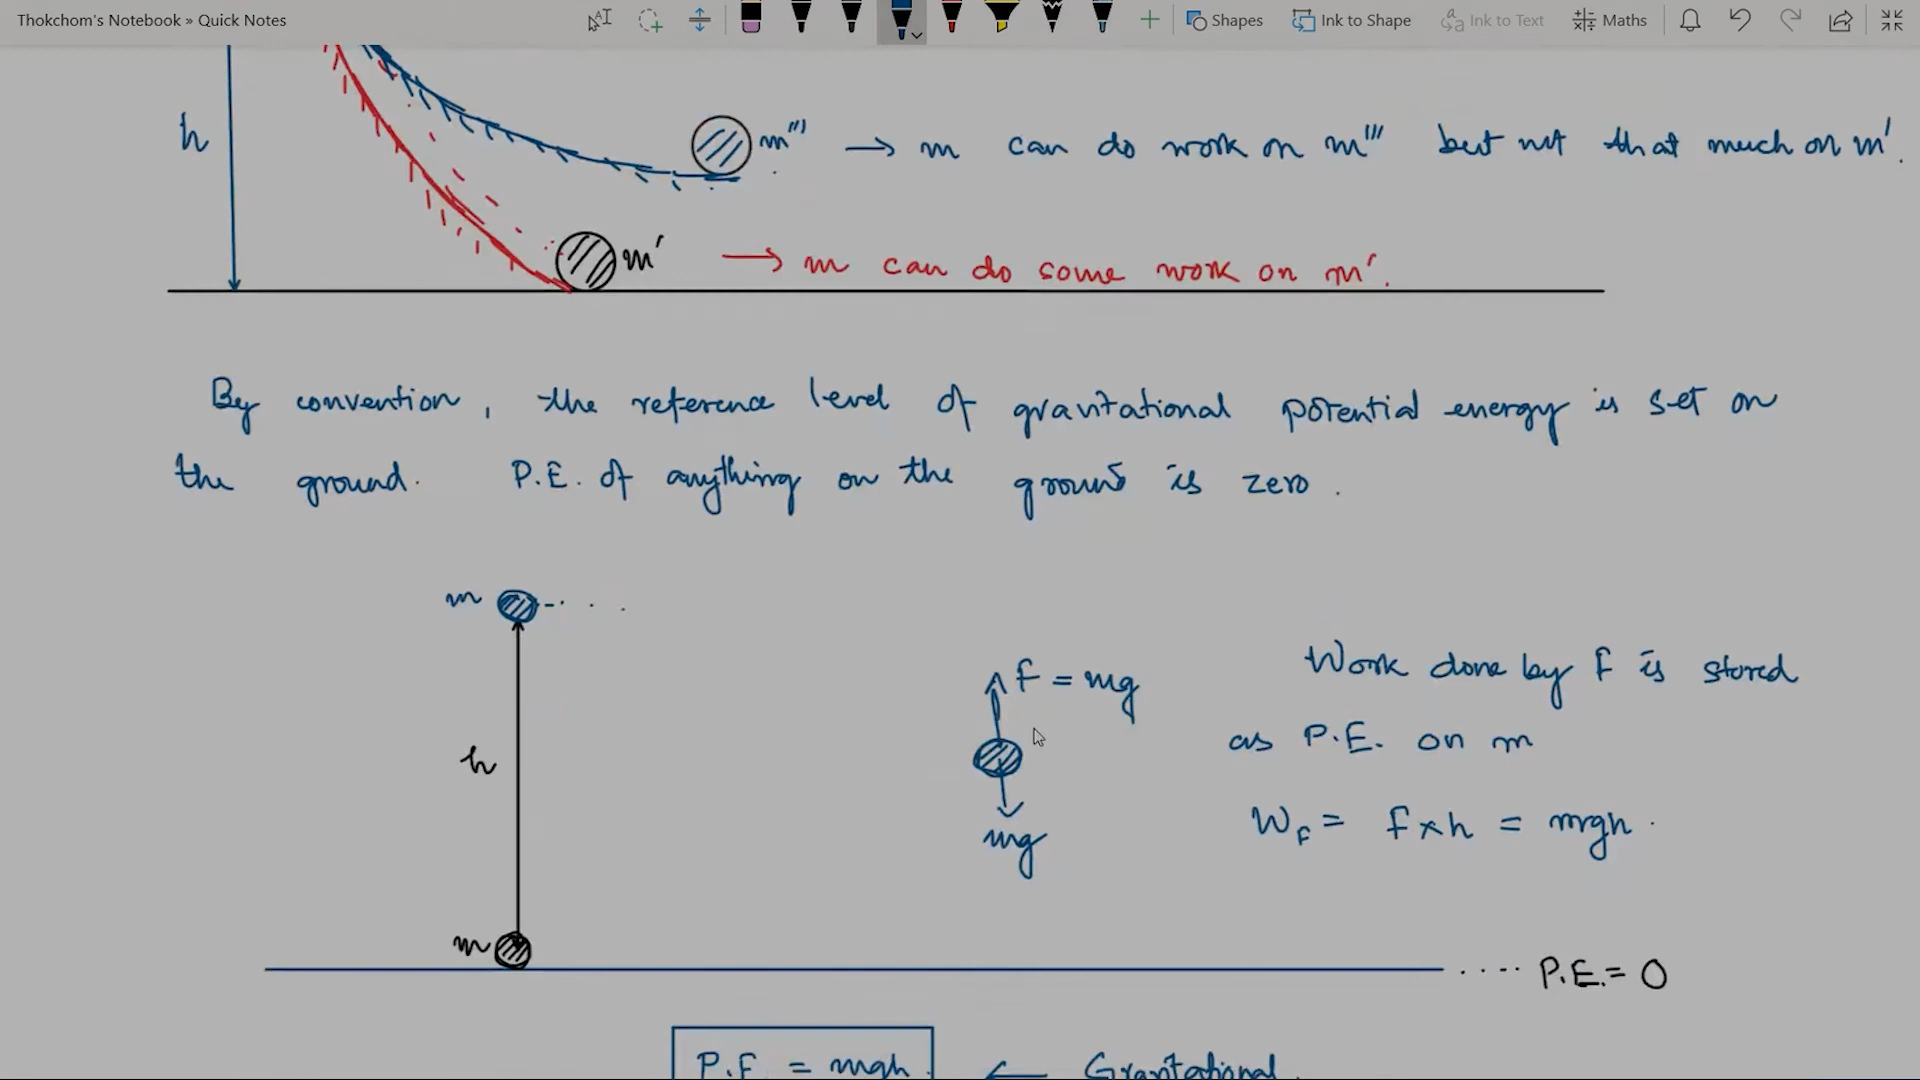 Thokchom's Notebook » Quick Notes
Shapes Ink to Shape Ink to Text Maths
h
m''' → m can do work on m''' but not that much on m'.
m' → m can do some work on m'.
By convention, the reference level of gravitational potential energy is set on
the ground. P.E. of anything on the ground is zero.
m
F = mg
Work done by F is stored
as P.E. on m
h
mg
W_F = F × h = mgh.
m
.... P.E. = 0
P.E. = mgh. ← Gravitational